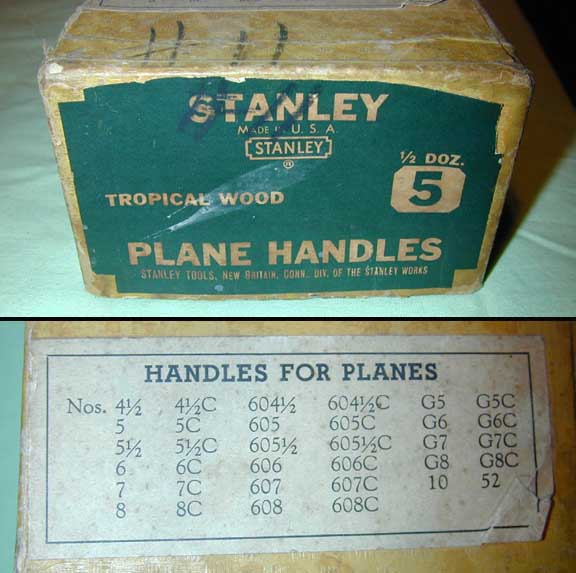 STANLEY
MADE IN U. S. A.
STANLEY
®
½ DOZ.
5
TROPICAL WOOD
PLANE HANDLES
STANLEY TOOLS, NEW BRITAIN, CONN. DIV. OF THE STANLEY WORKS
HANDLES FOR PLANES
Nos. 4½ 4½C 604½ 604½C G5 G5C
5 5C 605 605C G6 G6C
5½ 5½C 605½ 605½C G7 G7C
6 6C 606 606C G8 G8C
7 7C 607 607C 10 52
8 8C 608 608C